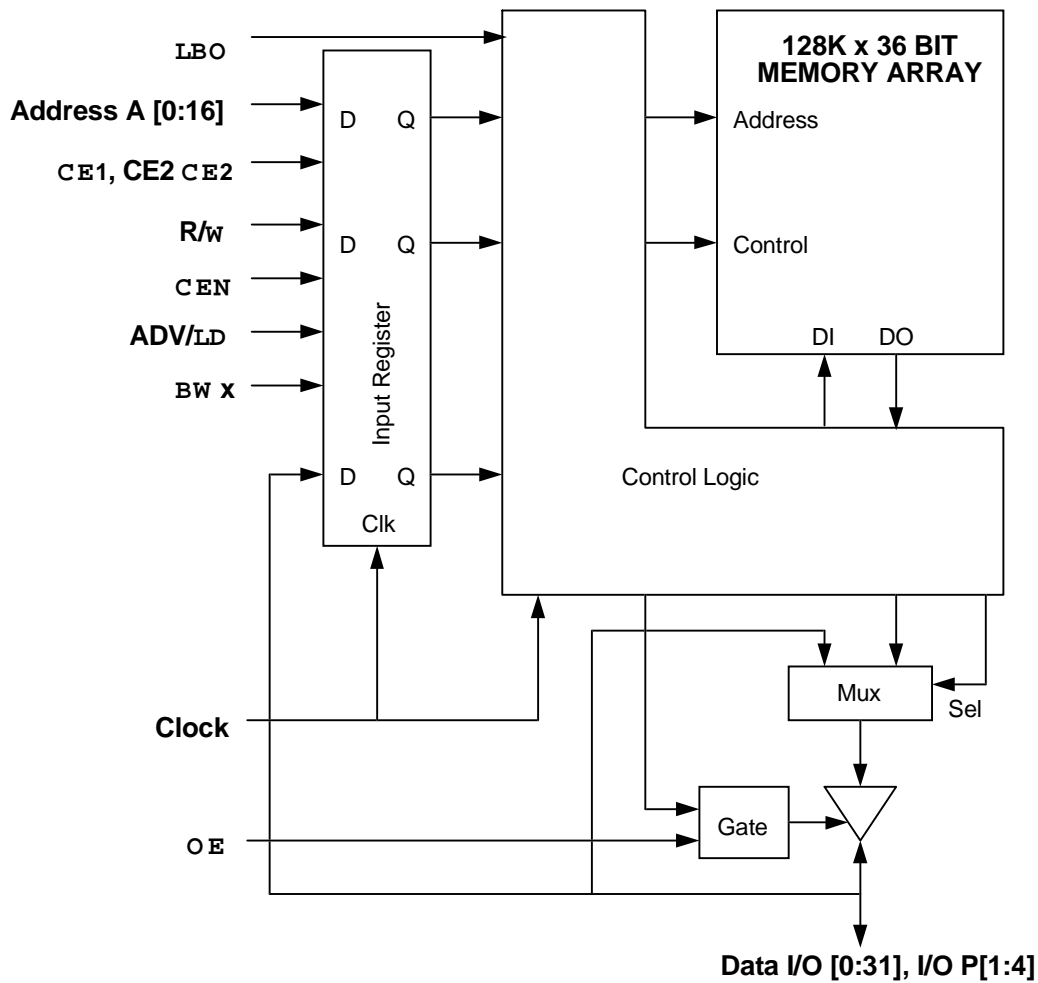 LBO
128K x 36 BIT
MEMORY ARRAY
Address A [0:16]
D Q
Address
CE1, CE2 CE2
R/W
D Q
Control
CEN
Input Register
ADV/LD
DI DO
BW x
D Q
Control Logic
Clk
Mux
Sel
Clock
Gate
OE
Data I/O [0:31], I/O P[1:4]